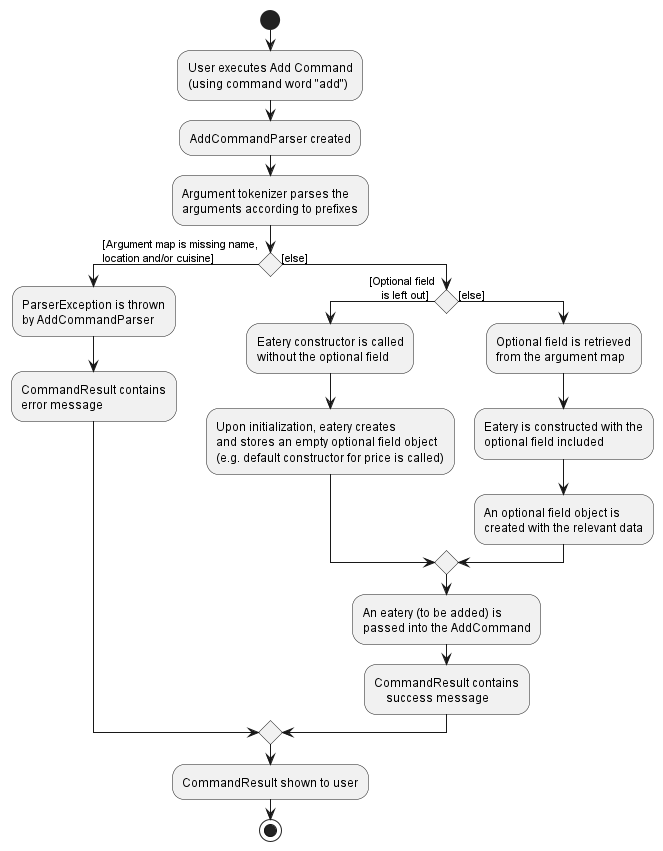 User executes Add Command
(using command word "add")
AddCommandParser created
Argument tokenizer parses the
arguments according to prefixes
[Argument map is missing name,
location and/or cuisine]
[else]
ParserException is thrown
by AddCommandParser
CommandResult contains
error message
[Optional field
is left out]
[else]
Eatery constructor is called
without the optional field
Upon initialization, eatery creates
and stores an empty optional field object
(e.g. default constructor for price is called)
Optional field is retrieved
from the argument map
Eatery is constructed with the
optional field included
An optional field object is
created with the relevant data
An eatery (to be added) is
passed into the AddCommand
CommandResult contains
success message
CommandResult shown to user